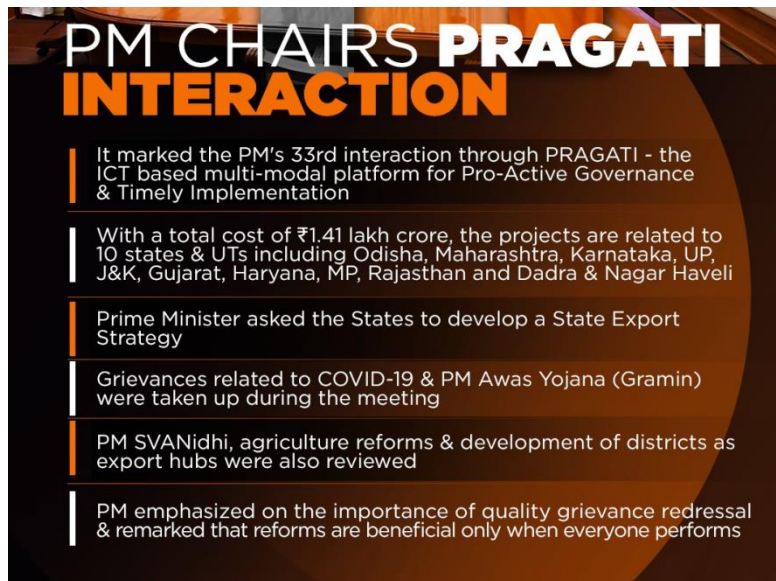 PM CHAIRS PRAGATI
INTERACTION
It marked the PM's 33rd interaction through PRAGATI - the
ICT based multi-modal platform for Pro-Active Governance
& Timely Implementation
With a total cost of ₹1.41 lakh crore, the projects are related to
10 states & UTs including Odisha, Maharashtra, Karnataka, UP,
J&K, Gujarat, Haryana, MP, Rajasthan and Dadra & Nagar Haveli
Prime Minister asked the States to develop a State Export
Strategy
Grievances related to COVID-19 & PM Awas Yojana (Gramin)
were taken up during the meeting
PM SVANidhi, agriculture reforms & development of districts as
export hubs were also reviewed
PM emphasized on the importance of quality grievance redressal
& remarked that reforms are beneficial only when everyone performs